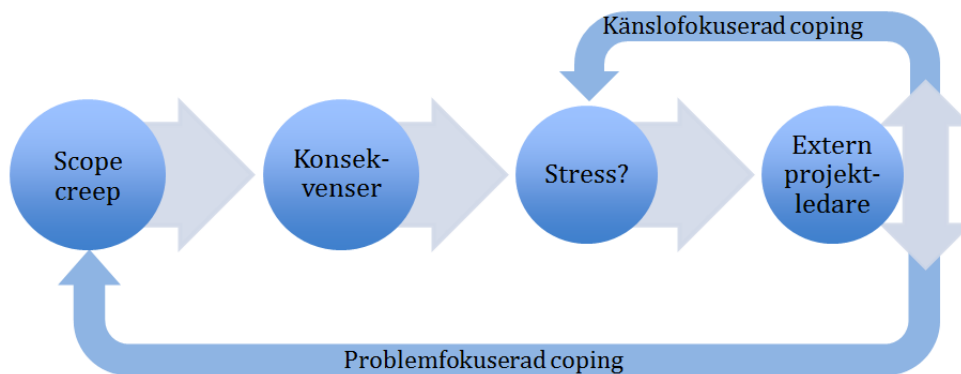 Känslofokuserad coping
Scope
creep
Konsek-
venser
Stress?
Extern
projekt-
ledare
Problemfokuserad coping